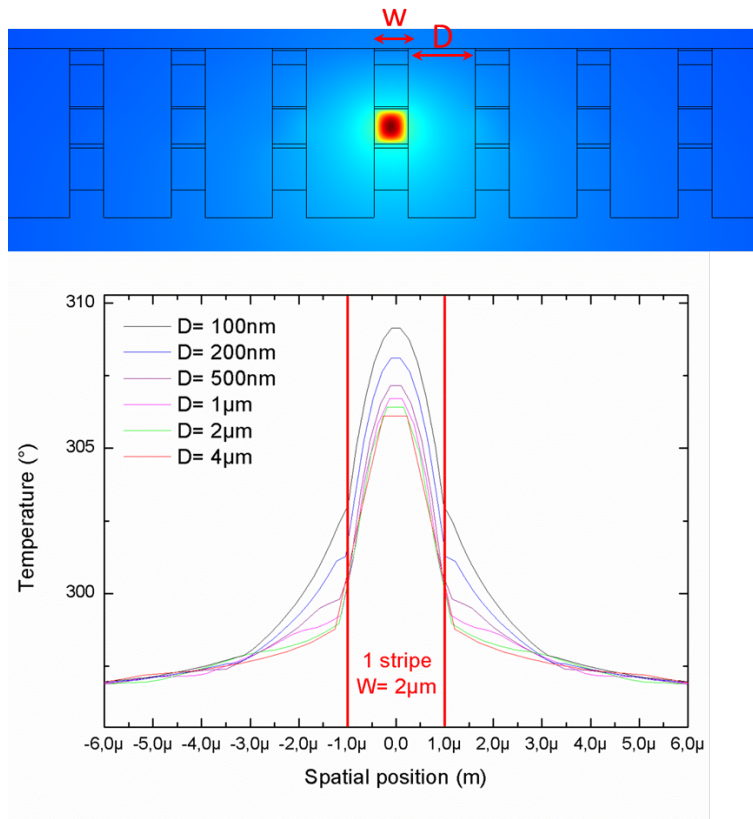 W
D
310
305
300
Temperature (°)
D= 100nm
D= 200nm
D= 500nm
D= 1µm
D= 2µm
D= 4µm
1 stripe
W= 2µm
-6,0µ -5,0µ -4,0µ -3,0µ -2,0µ -1,0µ 0,0 1,0µ 2,0µ 3,0µ 4,0µ 5,0µ 6,0µ
Spatial position (m)